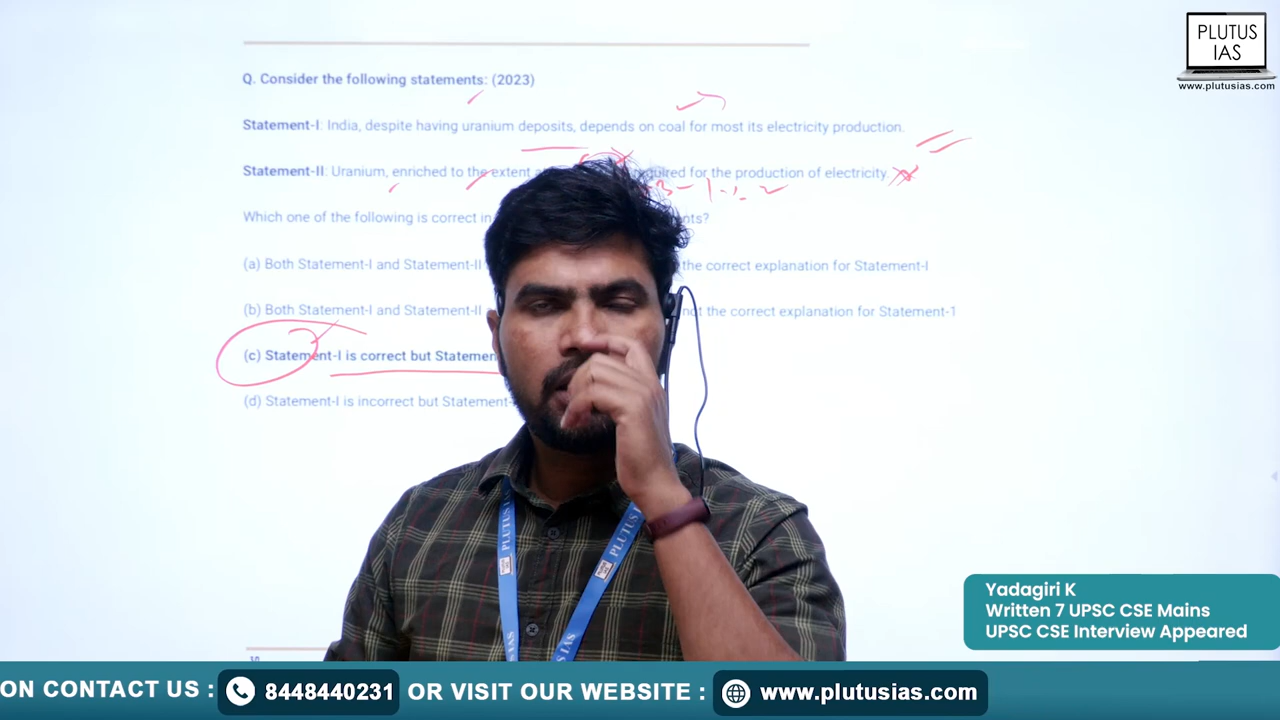 PLUTUS
IAS
www.plutusias.com
Q. Consider the following statements: (2023)
Statement-I: India, despite having uranium deposits, depends on coal for most its electricity production.
Statement-II: Uranium, enriched to the extent required for the production of electricity.
Which one of the following is correct in
(a) Both Statement-I and Statement-II the correct explanation for Statement-I
(b) Both Statement-I and Statement-II not the correct explanation for Statement-1
(c) Statement-I is correct but
(d) Statement-I is incorrect but
PLUTUS
IAS
Yadagiri K
Written 7 UPSC CSE Mains
UPSC CSE Interview Appeared
ON CONTACT US : 8448440231 OR VISIT OUR WEBSITE : www.plutusias.com